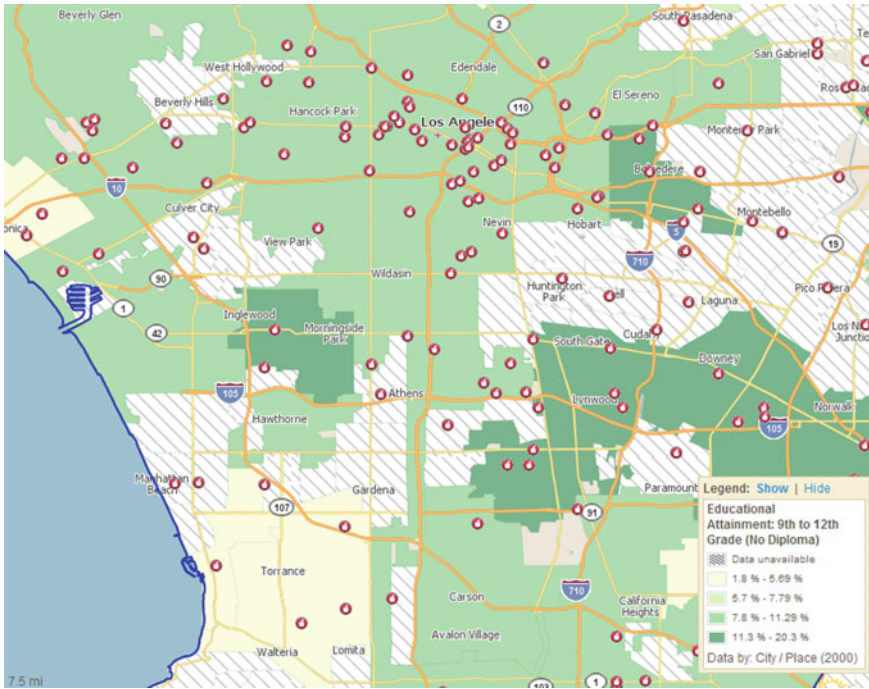 Beverly Glen
2
South Pasadena
San Gabriel
West Hollywood
Edendale
Beverly Hills
Hancock Park
110
El Sereno
Los Angele
Monterey Park
Belvedere
10
Culver City
View Park
Nevin
Hobart
5
Montebello
19
710
90
Wildasin
Huntington
Park
Pico Rivera
1
Laguna
Inglewood
42
Morningside
Park
South Gate
Cudahy
Los N
Junction
Downey
105
Athens
Lynwood
Norwalk
Hawthorne
105
Manhattan
Beach
Gardena
Paramount
107
91
Torrance
710
Carson
California
Heights
Avalon Village
Walteria
Lomita
103
1
7.5 mi
Legend: Show | Hide
Educational
Attainment: 9th to 12th
Grade (No Diploma)
Data unavailable
1.8 % - 5.69 %
5.7 % - 7.79 %
7.8 % - 11.29 %
11.3 % - 20.3 %
Data by: City / Place (2000)